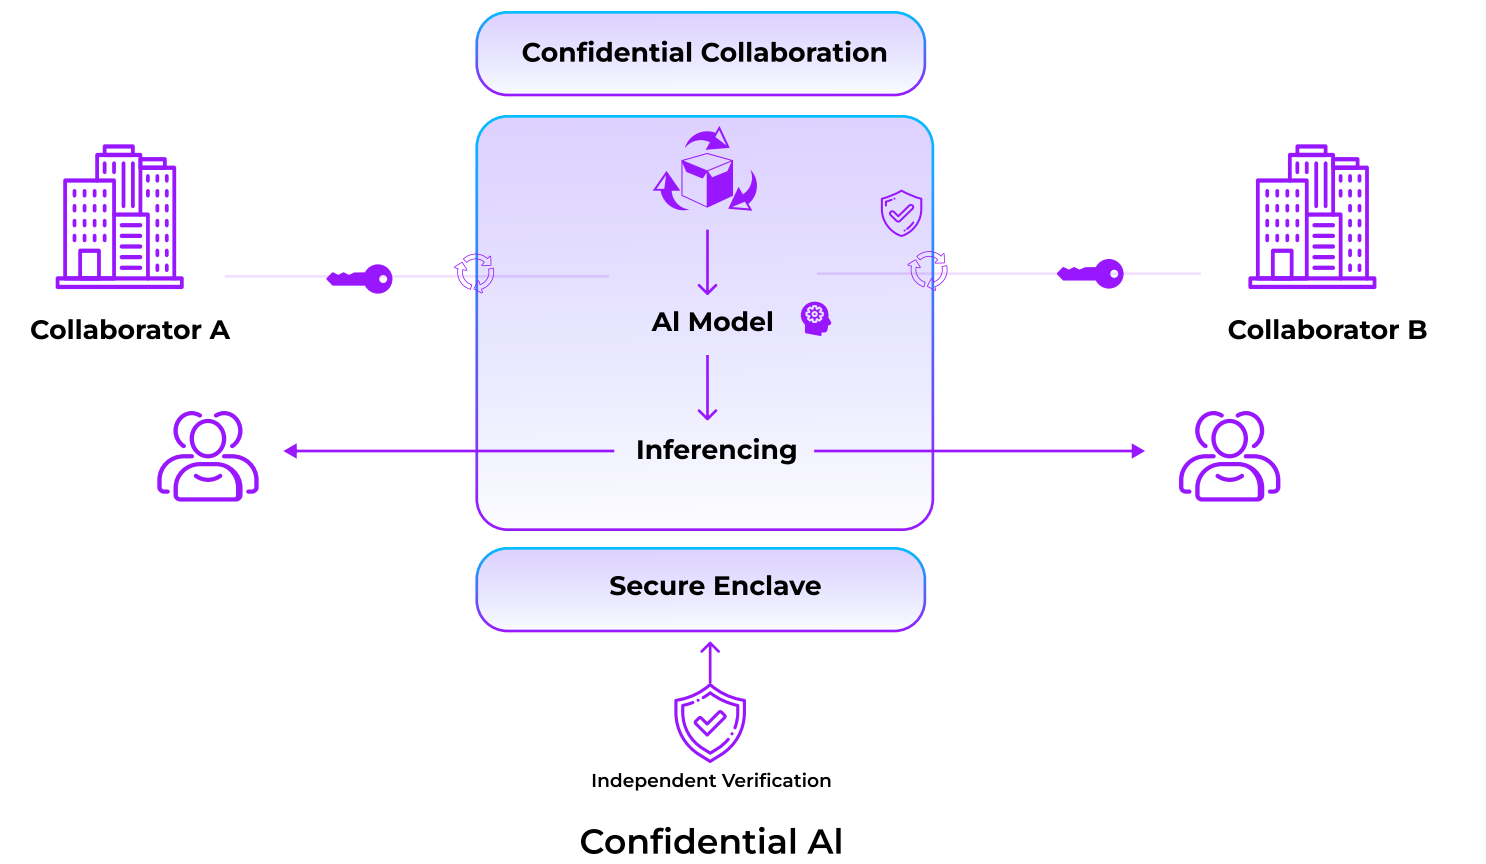 Confidential Collaboration
Collaborator A
AI Model
Collaborator B
Inferencing
Secure Enclave
Independent Verification
Confidential AI